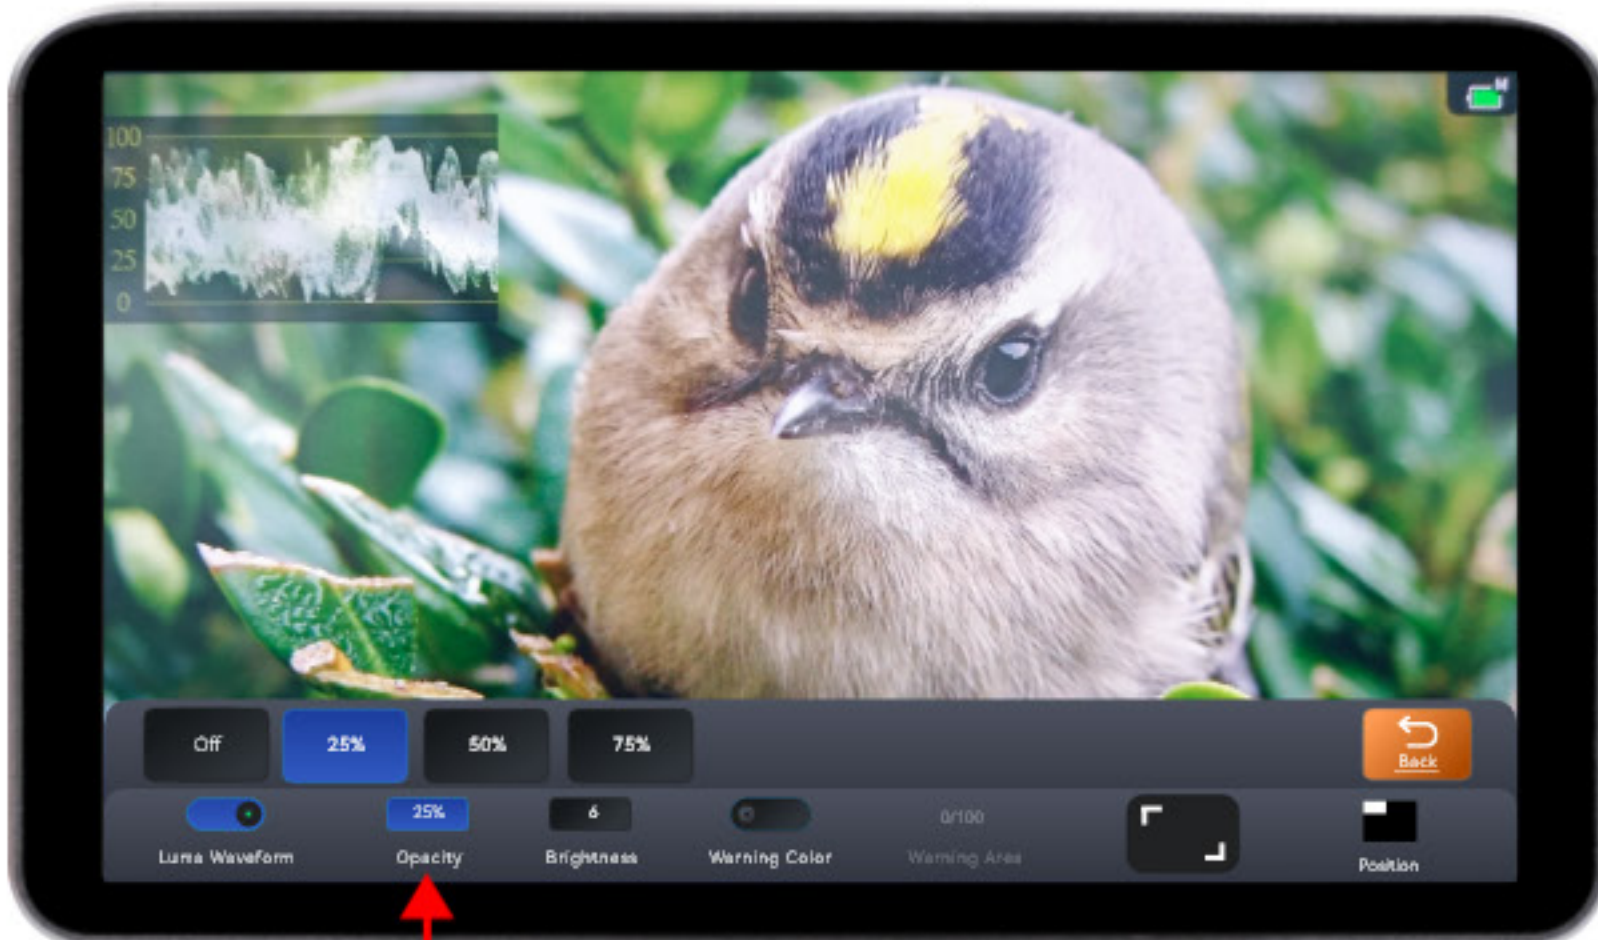 M
100
75
50
25
0
Off
25%
50%
75%
Back
25%
6
0/100
Luma Waveform
Opacity
Brightness
Warning Color
Warning Area
Position